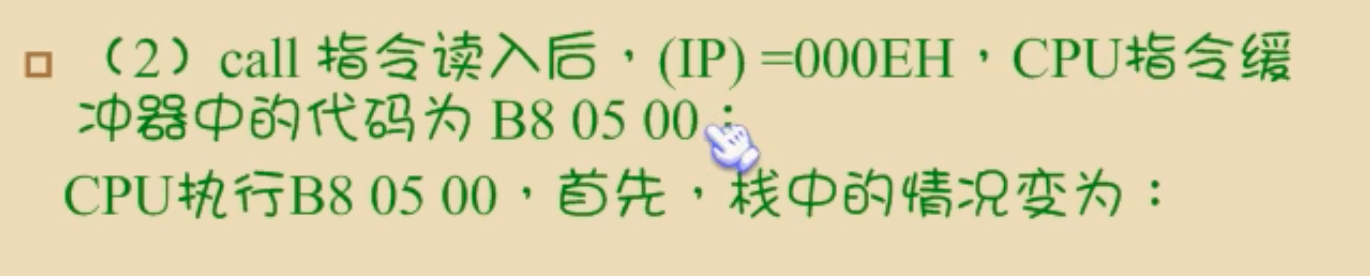 （2）call 指令读入后，(IP) =000EH，CPU指令缓
冲器中的代码为 B8 05 00；
CPU执行B8 05 00，首先，栈中的情况变为：